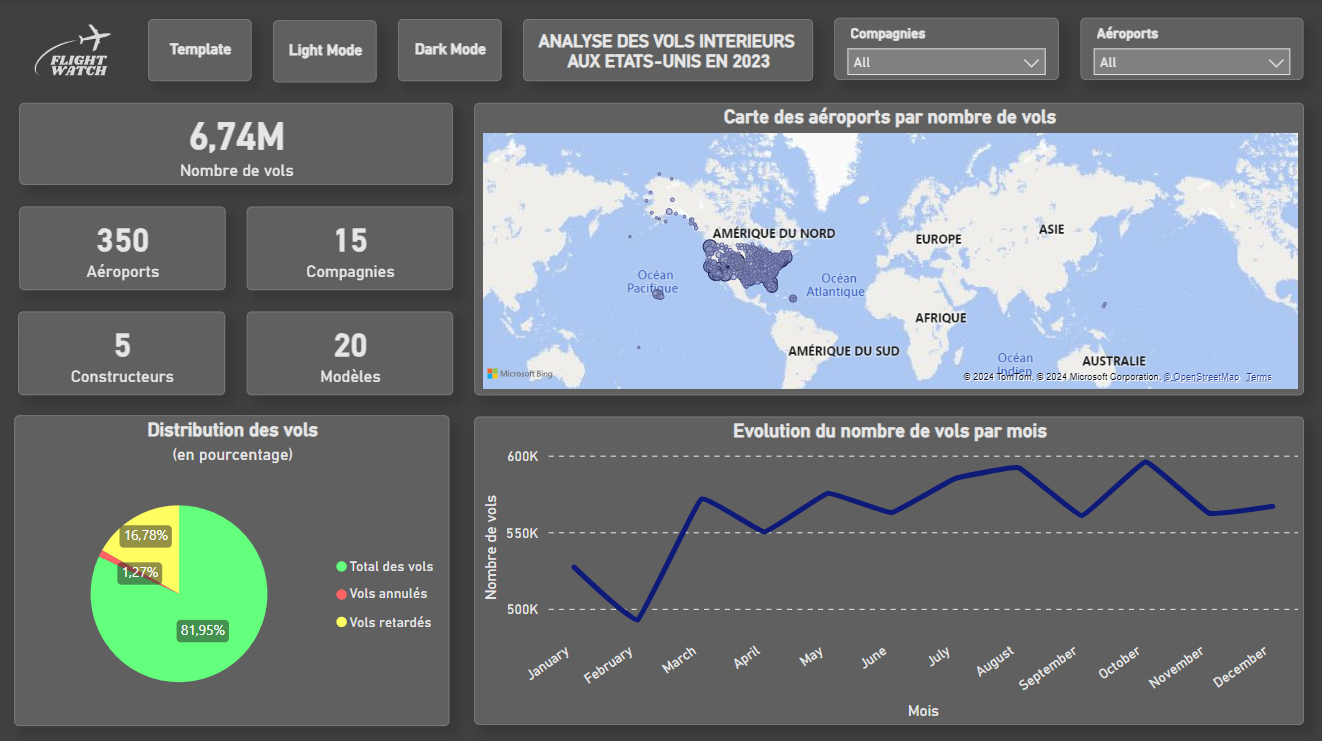 FLIGHT
WATCH
Template
Light Mode
Dark Mode
ANALYSE DES VOLS INTERIEURS
AUX ETATS-UNIS EN 2023
Compagnies
All
Aéroports
All
6,74M
Nombre de vols
350
Aéroports
15
Compagnies
5
Constructeurs
20
Modèles
Carte des aéroports par nombre de vols
AMÉRIQUE DU NORD
EUROPE
ASIE
Océan
Pacifique
Océan
Atlantique
AFRIQUE
AMÉRIQUE DU SUD
Océan
Indien
AUSTRALIE
Microsoft Bing
© 2024 TomTom, © 2024 Microsoft Corporation, © OpenStreetMap Terms
Distribution des vols
(en pourcentage)
16,78%
1,27%
81,95%
Total des vols
Vols annulés
Vols retardés
Evolution du nombre de vols par mois
Nombre de vols
600K
550K
500K
January
February
March
April
May
June
July
August
September
October
November
December
Mois